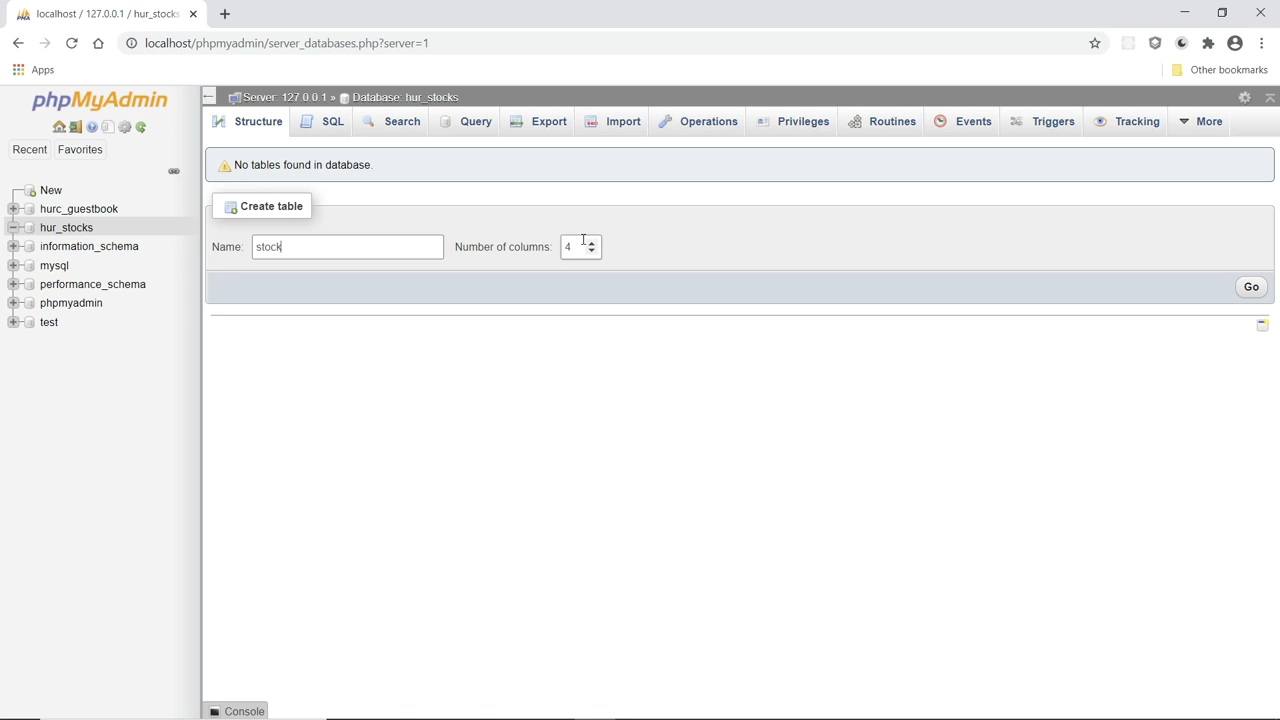 localhost / 127.0.0.1 / hur_stocks
localhost/phpmyadmin/server_databases.php?server=1
Apps
Other bookmarks
phpMyAdmin
Server: 127.0.0.1 » Database: hur_stocks
Structure SQL Search Query Export Import Operations Privileges Routines Events Triggers Tracking More
Recent Favorites
No tables found in database.
New
hurc_guestbook
hur_stocks
information_schema
mysql
performance_schema
phpmyadmin
test
Create table
Name: stock Number of columns: 4
Go
Console